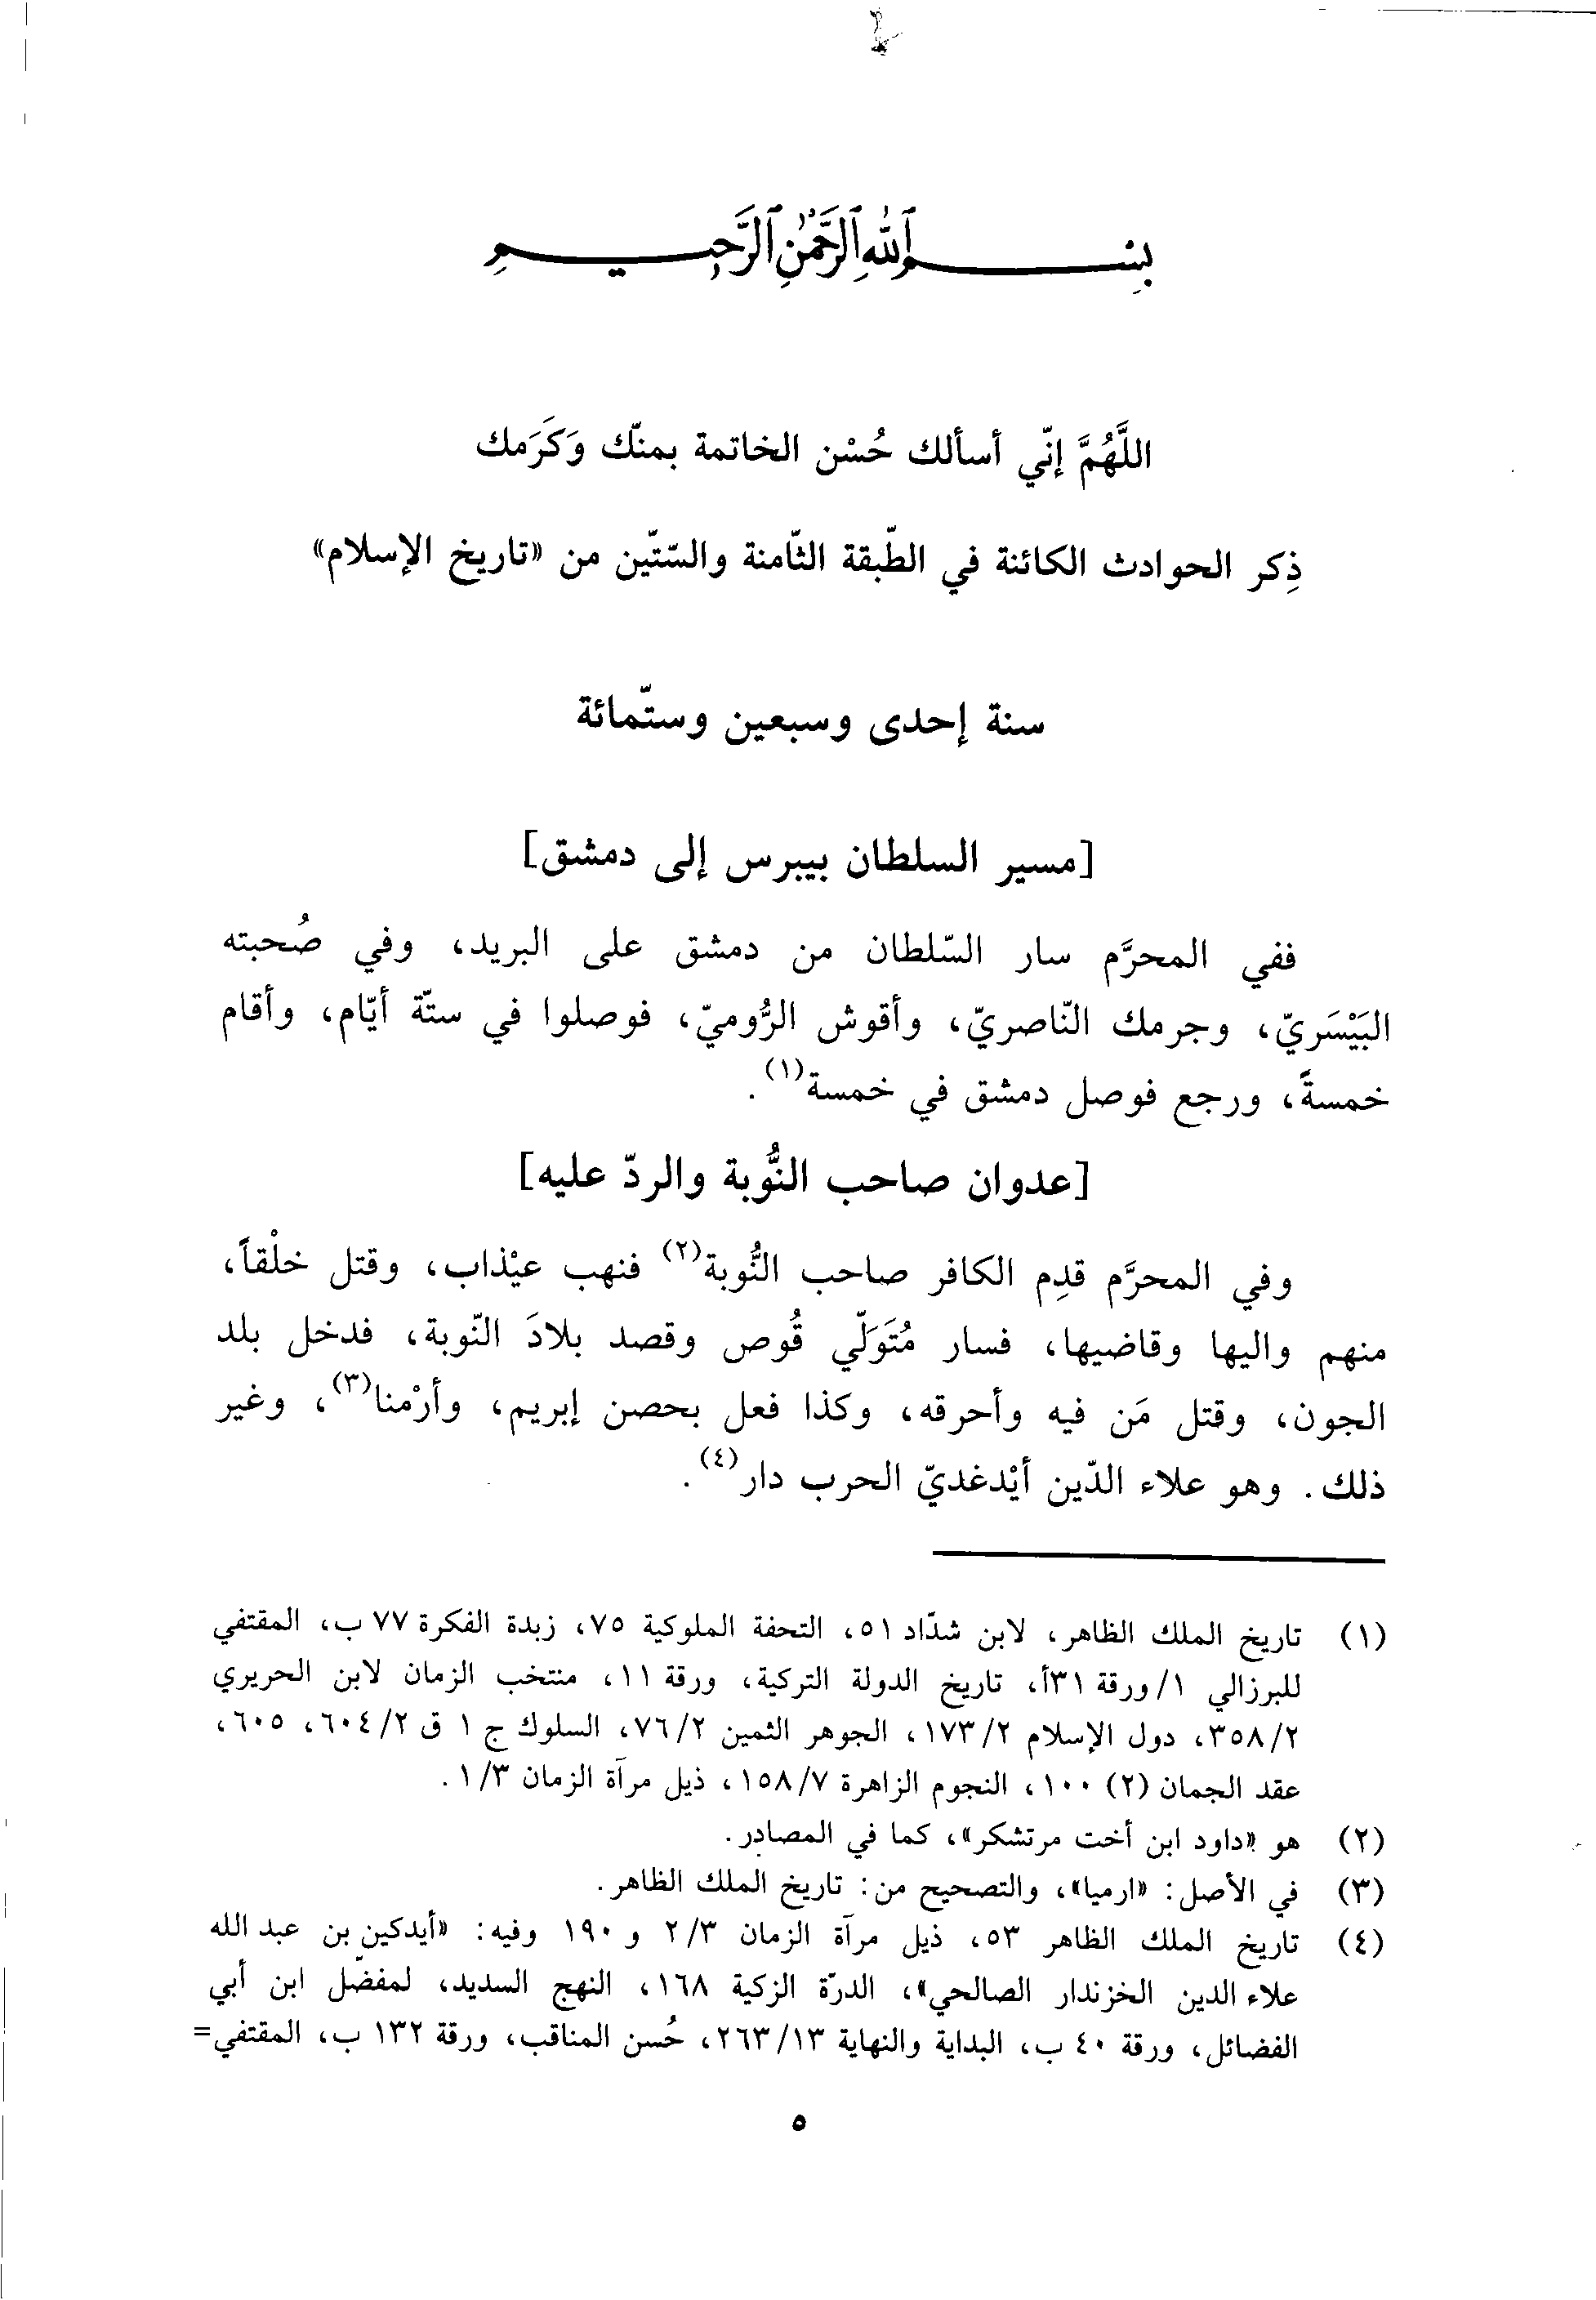 بِسْمِ ٱللَّهِ ٱلرَّحْمَٰنِ ٱلرَّحِيمِ
اللَّهُمَّ إنّي أسألك حُسْن الخاتمة بمنّك وَكَرَمك
ذِكر الحوادث الكائنة في الطّبقة الثّامنة والسّتّين من «تاريخ الإسلام»
سنة إحدى وسبعين وستّمائة
[مسير السلطان بيبرس إلى دمشق]
ففي المحرَّم سار السّلطان من دمشق على البريد، وفي صُحبته
البَيْسَريّ، وجرمك النّاصريّ، وأقوش الرُّوميّ، فوصلوا في ستّة أيّام، وأقام
خمسةً، ورجع فوصل دمشق في خمسة(١).
[عدوان صاحب النُّوبة والردّ عليه]
وفي المحرَّم قدِم الكافر صاحب النُّوبة(٢) فنهب عيْذاب، وقتل خلْقاً،
منهم واليها وقاضيها، فسار مُتَوَلّي قُوص وقصد بلادَ النّوبة، فدخل بلد
الجون، وقتل مَن فيه وأحرقه، وكذا فعل بحصن إبريم، وأرْمنا(٣)، وغير
ذلك. وهو علاء الدّين أيْدغديّ الحرب دار(٤).
(١) تاريخ الملك الظاهر، لابن شدّاد ٥١، التحفة الملوكية ٧٥، زبدة الفكرة ٧٧ ب، المقتفي
للبرزالي ١/ورقة ٣١أ، تاريخ الدولة التركية، ورقة ١١، منتخب الزمان لابن الحريري
٣٥٨/٢، دول الإسلام ١٧٣/٢، الجوهر الثمين ٧٦/٢، السلوك ج ١ ق ٦٠٤/٢، ٦٠٥،
عقد الجمان (٢) ١٠٠، النجوم الزاهرة ١٥٨/٧، ذيل مرآة الزمان ١/٣.
(٢) هو «داود ابن أخت مرتشكر»، كما في المصادر.
(٣) في الأصل: «ارميا»، والتصحيح من: تاريخ الملك الظاهر.
(٤) تاريخ الملك الظاهر ٥٣، ذيل مرآة الزمان ٢/٣ و ١٩٠ وفيه: «أيدكين بن عبد الله
علاء الدين الخزندار الصالحي»، الدرّة الزكية ١٦٨، النهج السديد، لمفضّل ابن أبي
الفضائل، ورقة ٤٠ ب، البداية والنهاية ٢٦٣/١٣، حُسن المناقب، ورقة ١٣٢ ب، المقتفي=
٥